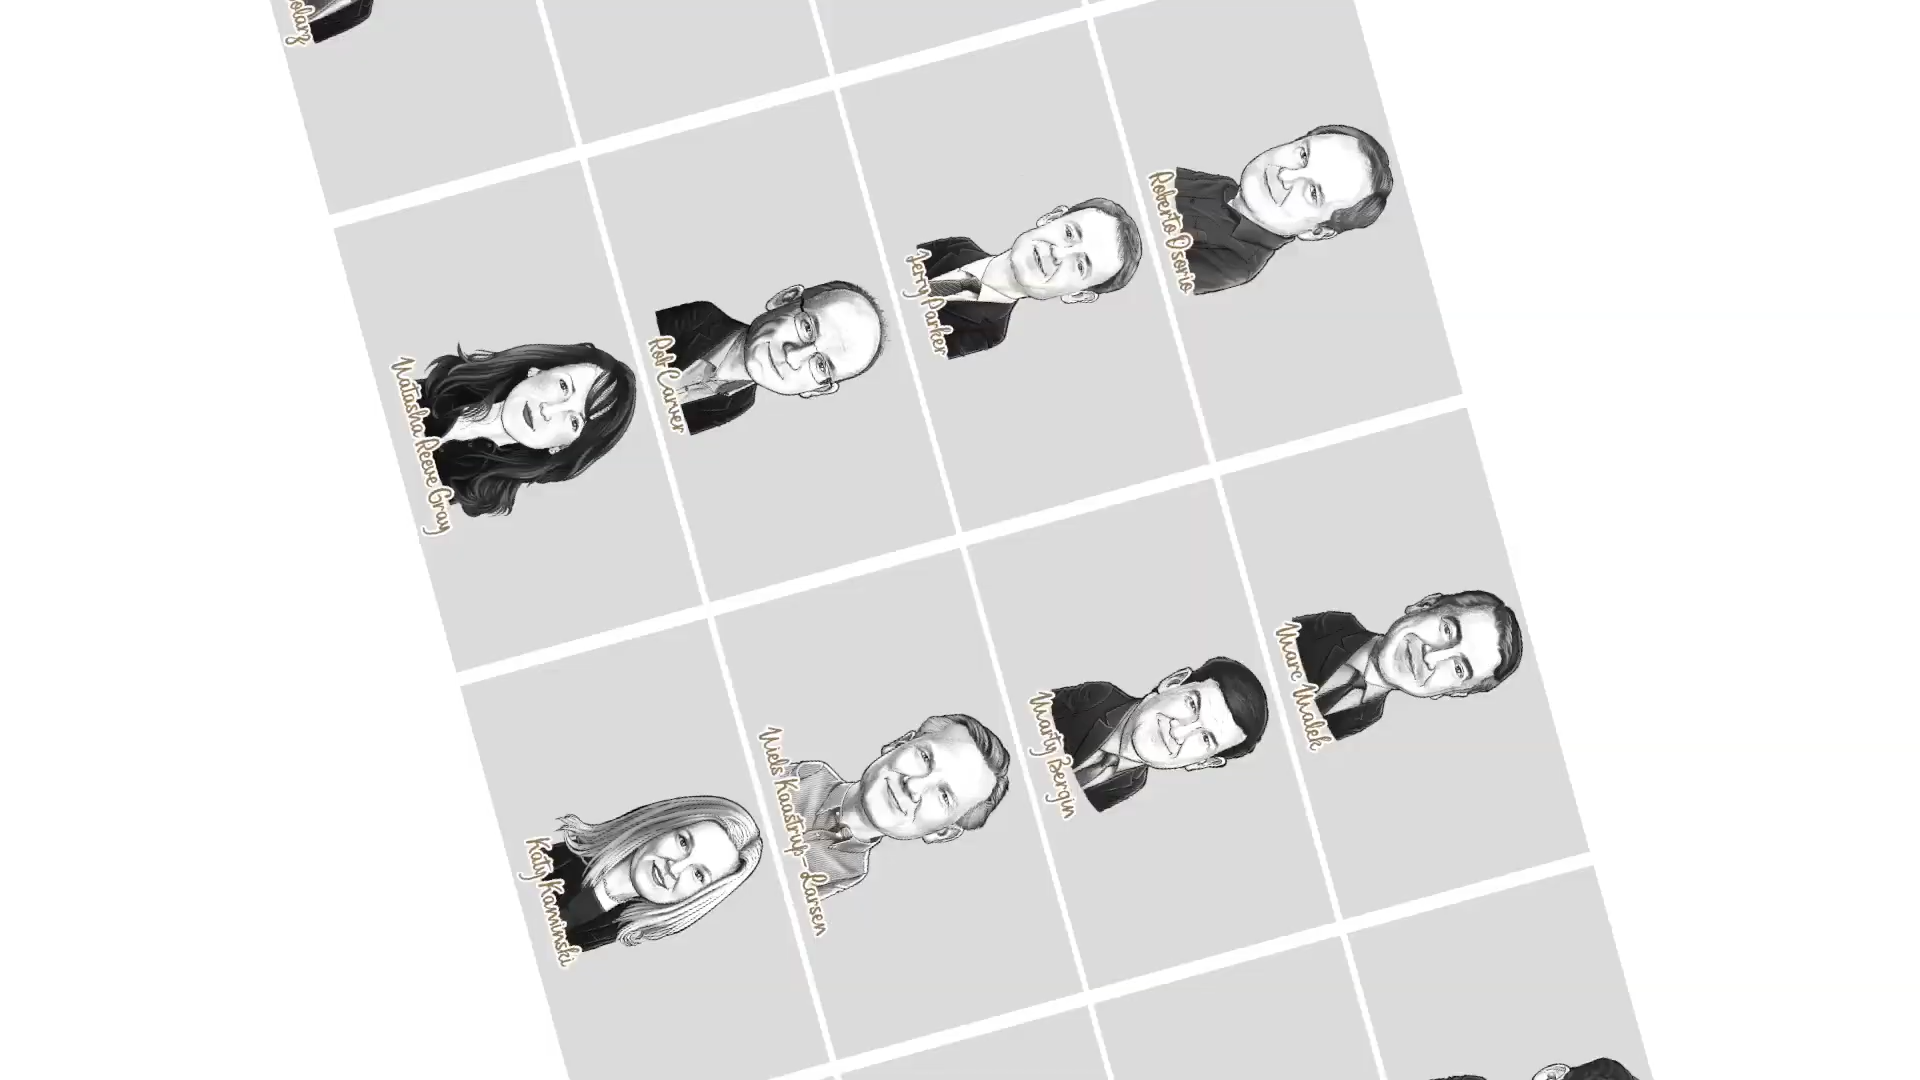 Roberto Osorio
Jerry Parker
Rob Carver
Natasha Reeve Gray
Marc Malek
Marty Bergin
Niels Kaastrup-Larsen
Katy Kaminski